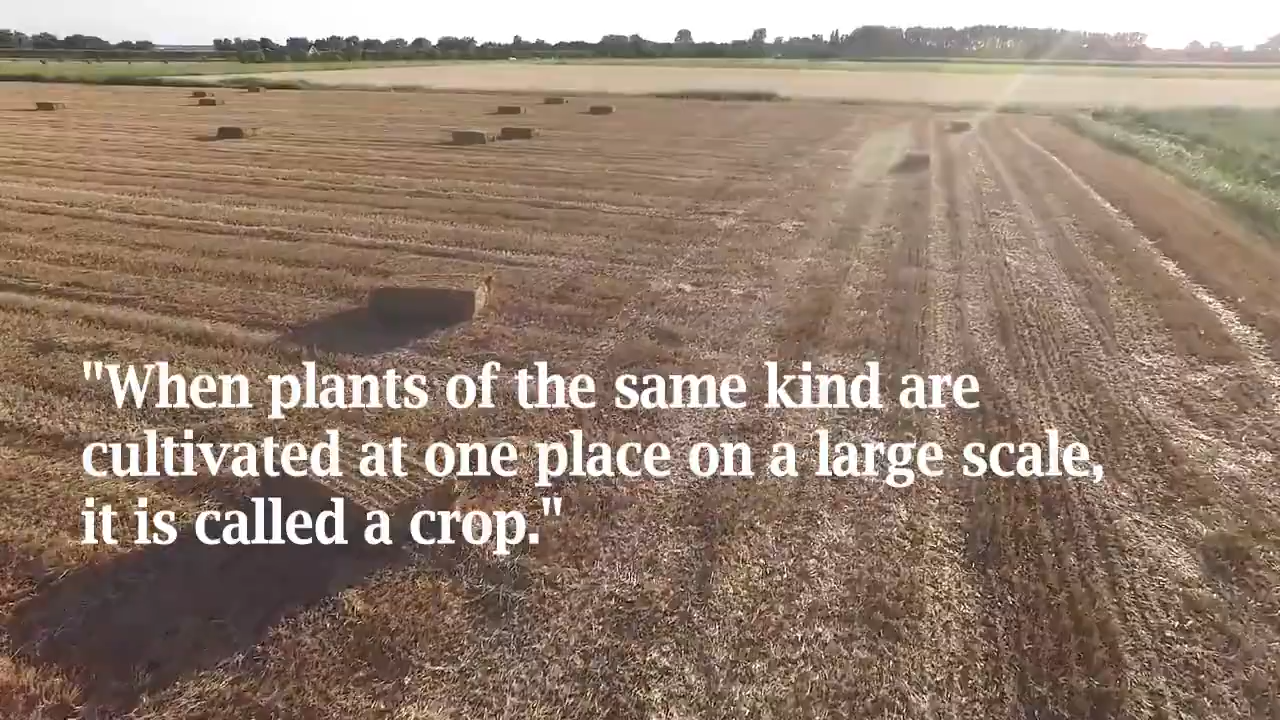 "When plants of the same kind are
cultivated at one place on a large scale,
it is called a crop."